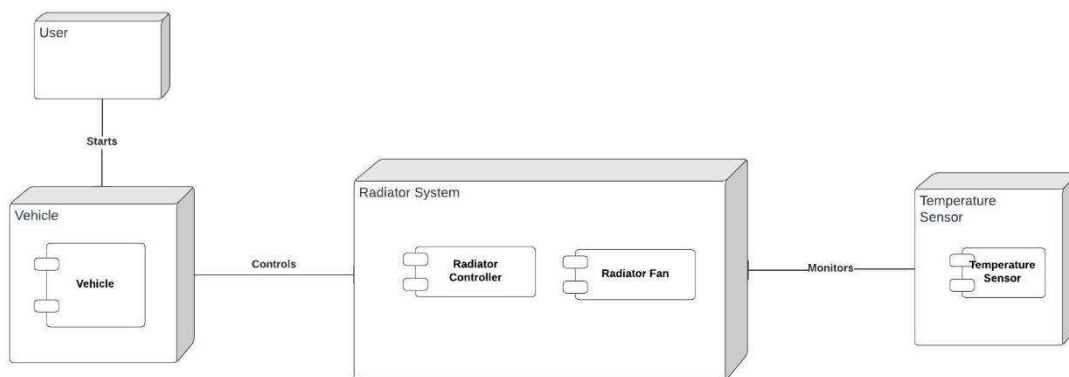 User
Starts
Vehicle
Vehicle
Controls
Radiator System
Radiator
Controller
Radiator Fan
Monitors
Temperature
Sensor
Temperature
Sensor